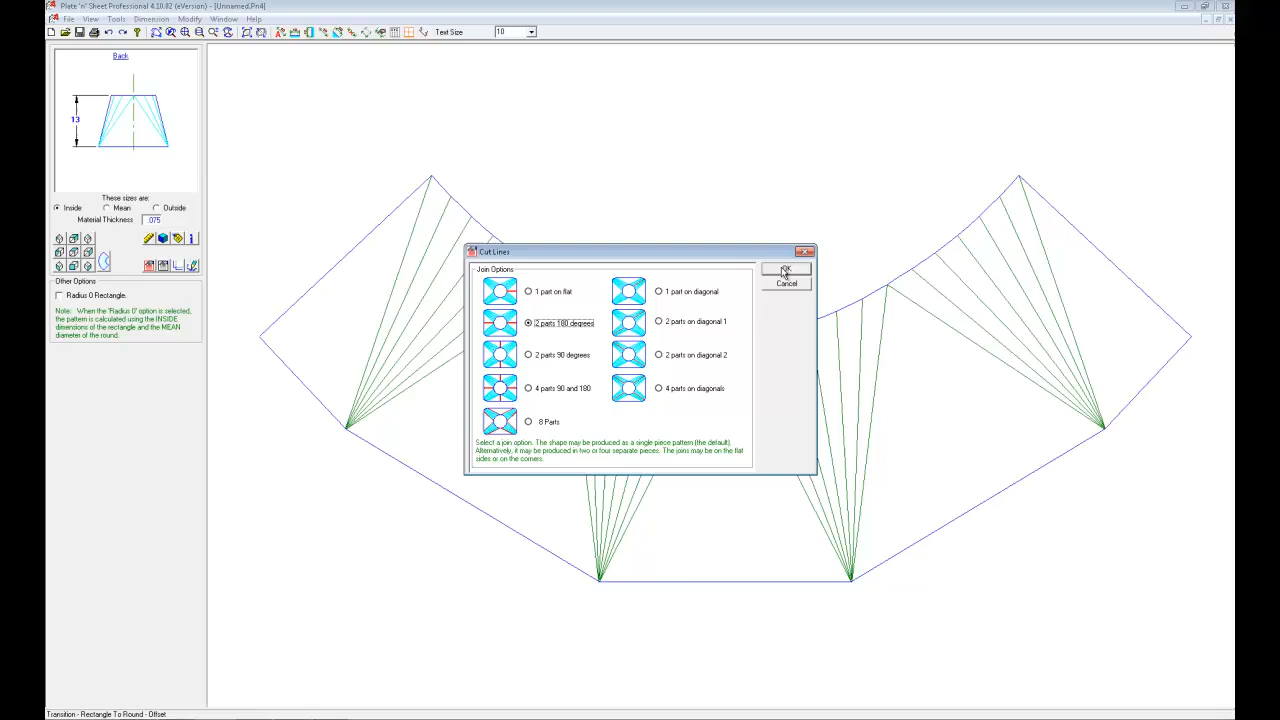 Plate 'n' Sheet Professional 4.10.02 (eVersion) - [Unnamed.Pn4]
File View Tools Dimension Modify Window Help
Text Size 10
Back
13
These sizes are:
Inside Mean Outside
Material Thickness .075
Other Options
Radius 0 Rectangle.
Note: When the 'Radius 0' option is selected,
the pattern is calculated using the INSIDE
dimensions of the rectangle and the MEAN
diameter of the round.
Cut Lines
Join Options
1 part on flat
1 part on diagonal
2 parts 180 degrees
2 parts on diagonal 1
2 parts 90 degrees
2 parts on diagonal 2
4 parts 90 and 180
4 parts on diagonals
8 Parts
Select a join option. The shape may be produced as a single piece pattern (the default).
Alternatively, it may be produced in two or four separate pieces. The joins may be on the flat
sides or on the corners.
OK
Cancel
Transition - Rectangle To Round - Offset